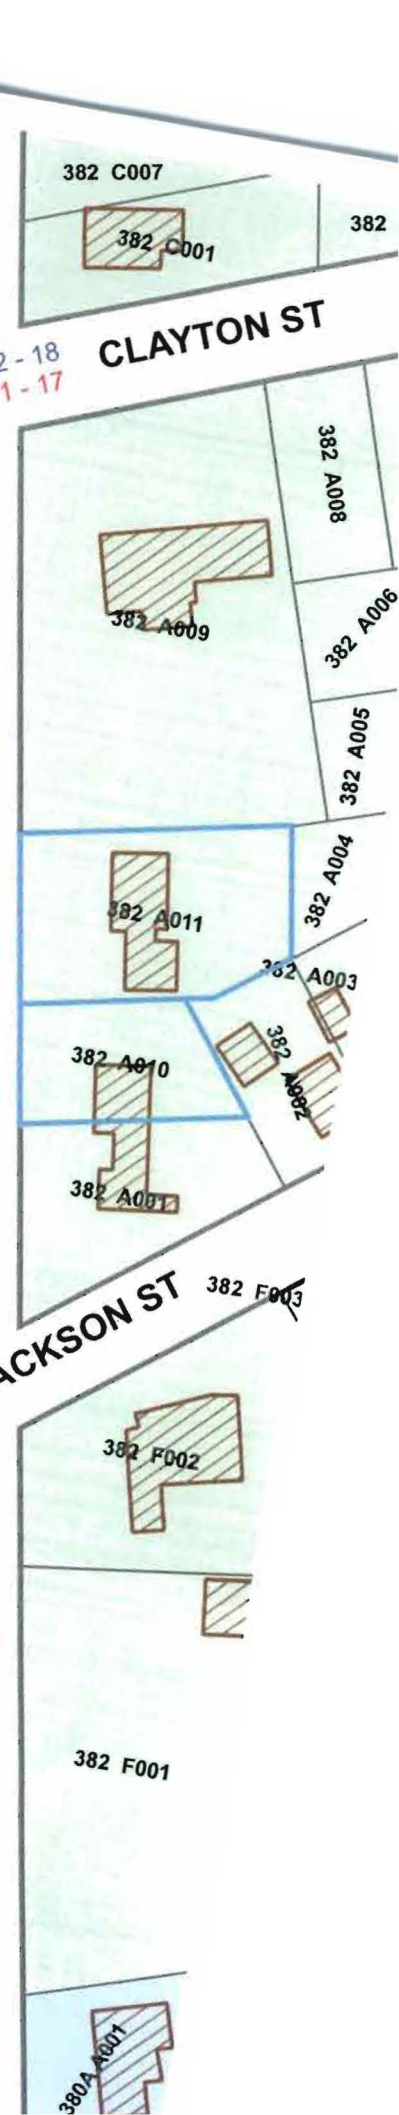 382 C007
382 C001
382
CLAYTON ST
2 - 18
1 - 17
382 A008
382 A009
382 A006
382 A005
382 A004
382 A011
382 A003
382 A010
382 A002
382 A001
382 F003
ACKSON ST
382 F002
382 F001
380A A001